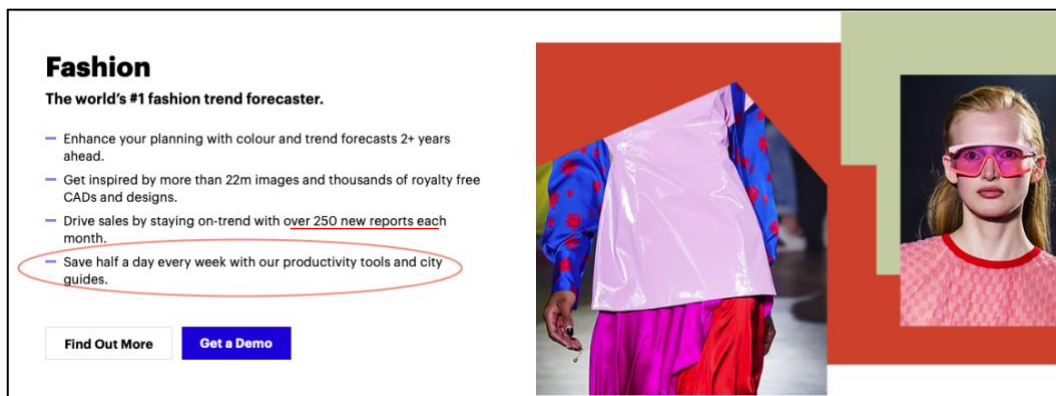 Fashion
The world's #1 fashion trend forecaster.
Enhance your planning with colour and trend forecasts 2+ years
ahead.
Get inspired by more than 22m images and thousands of royalty free
CADs and designs.
Drive sales by staying on-trend with over 250 new reports each
month.
Save half a day every week with our productivity tools and city
guides.
Find Out More
Get a Demo